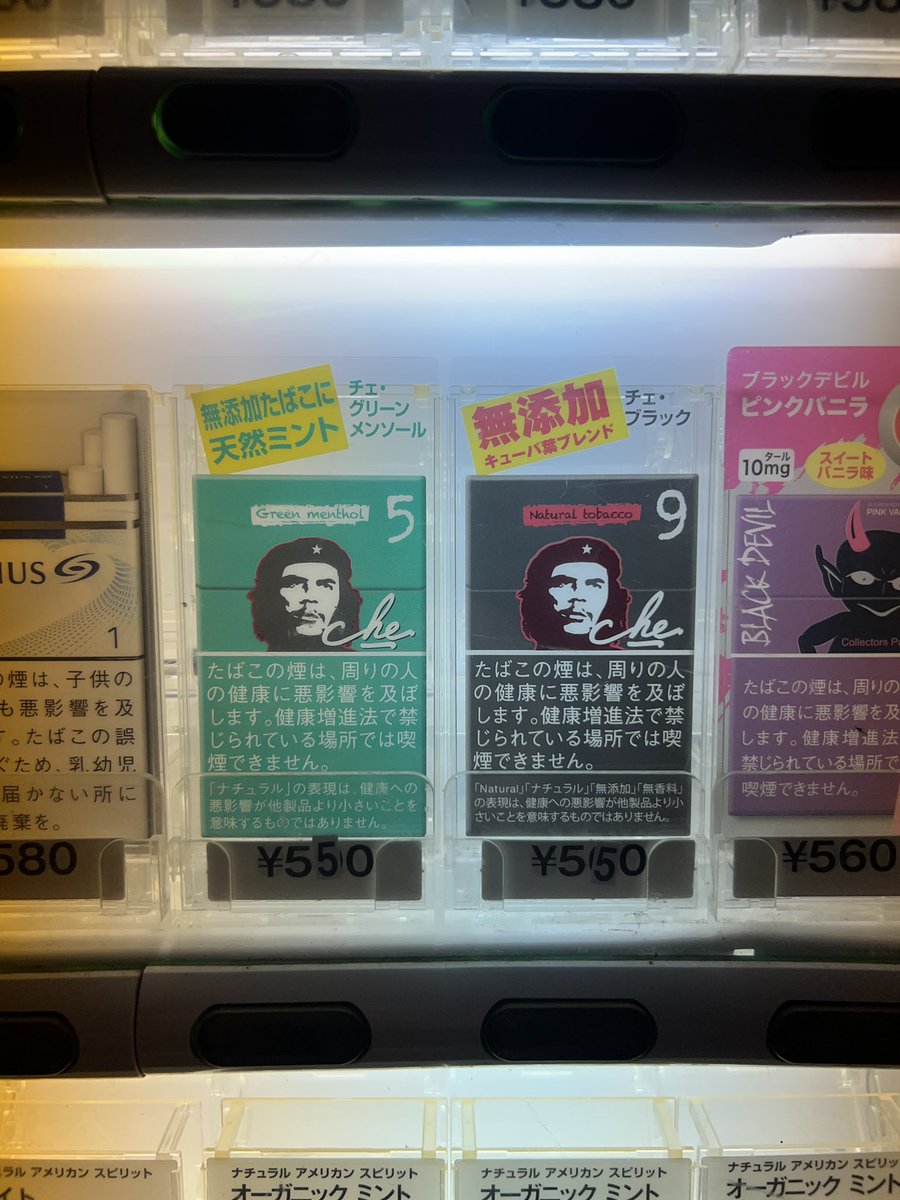 無添加たばこに
天然ミント
チェ・
グリーン
メンソール
無添加
キューバ葉ブレンド
チェ・
ブラック
ブラックデビル
ピンクバニラ
タール
10mg
スイート
バニラ味
Green menthol
5
che
たばこの煙は、周りの人
の健康に悪影響を及ぼ
します。健康増進法で禁
じられている場所では喫
煙できません。
「ナチュラル」の表現は、健康への
悪影響が他製品より小さいことを
意味するものではありません。
¥550
Natural tobacco
9
che
たばこの煙は、周りの人
の健康に悪影響を及ぼ
します。健康増進法で禁
じられている場所では喫
煙できません。
「Natural」「ナチュラル」「無添加」「無香料」
の表現は、健康への悪影響が他製品より小
さいことを意味するものではありません。
¥550
BLACK DEVIL
PINK VA
Collectors Pa
たばこの煙は、周りの
の健康に悪影響を及
します。健康増進法
禁じられている場所
喫煙できません。
¥560
IUS
1
煙は、子供の
も悪影響を及
す。たばこの誤
ぐため、乳幼児
届かない所に
廃棄を。
580
ラル アメリカン スピリット
イト
ナチュラル アメリカン スピリット
オーガニック ミント
ナチュラル アメリカン スピリット
オーガニック ミント
ナチュラル アメリカン スピリット
オーガニック ミント